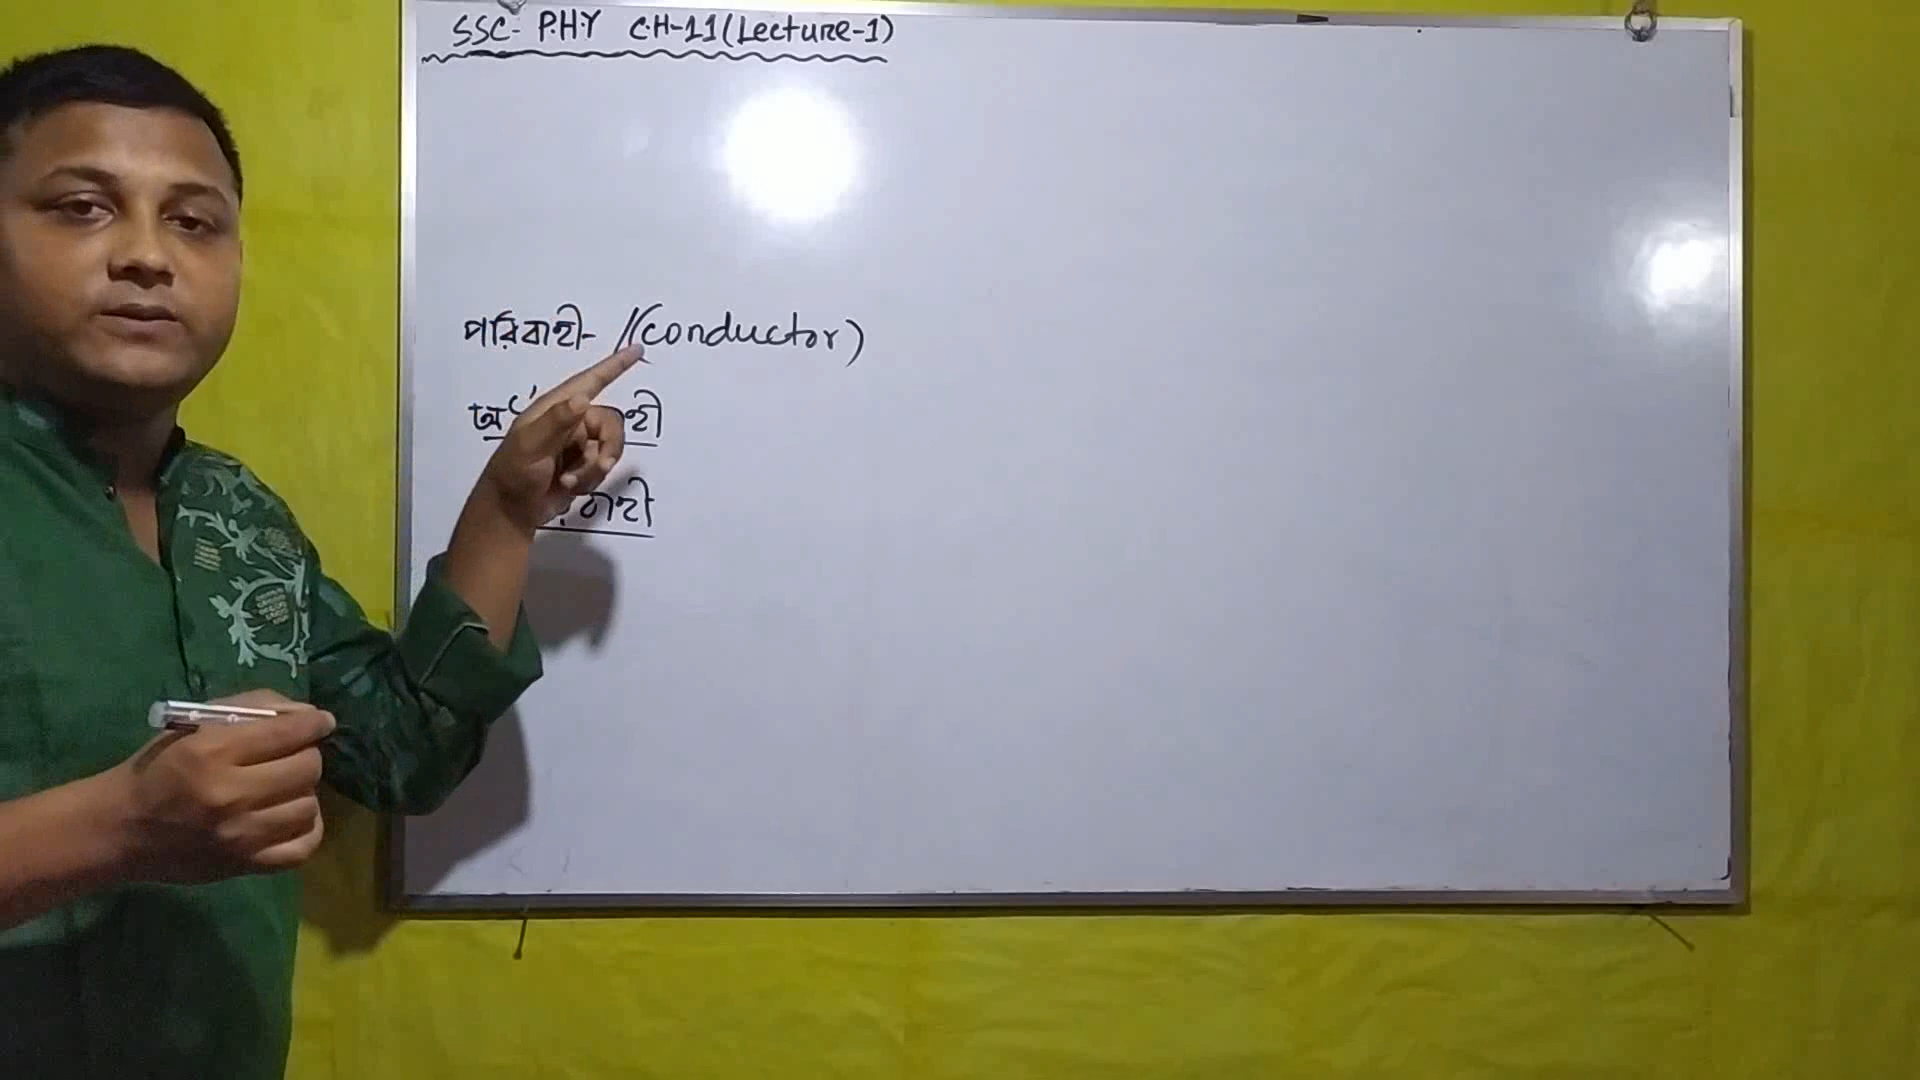 SSC- P.H.Y C.H-11(Lecture-1)
পরিবাহী- /(conductor)